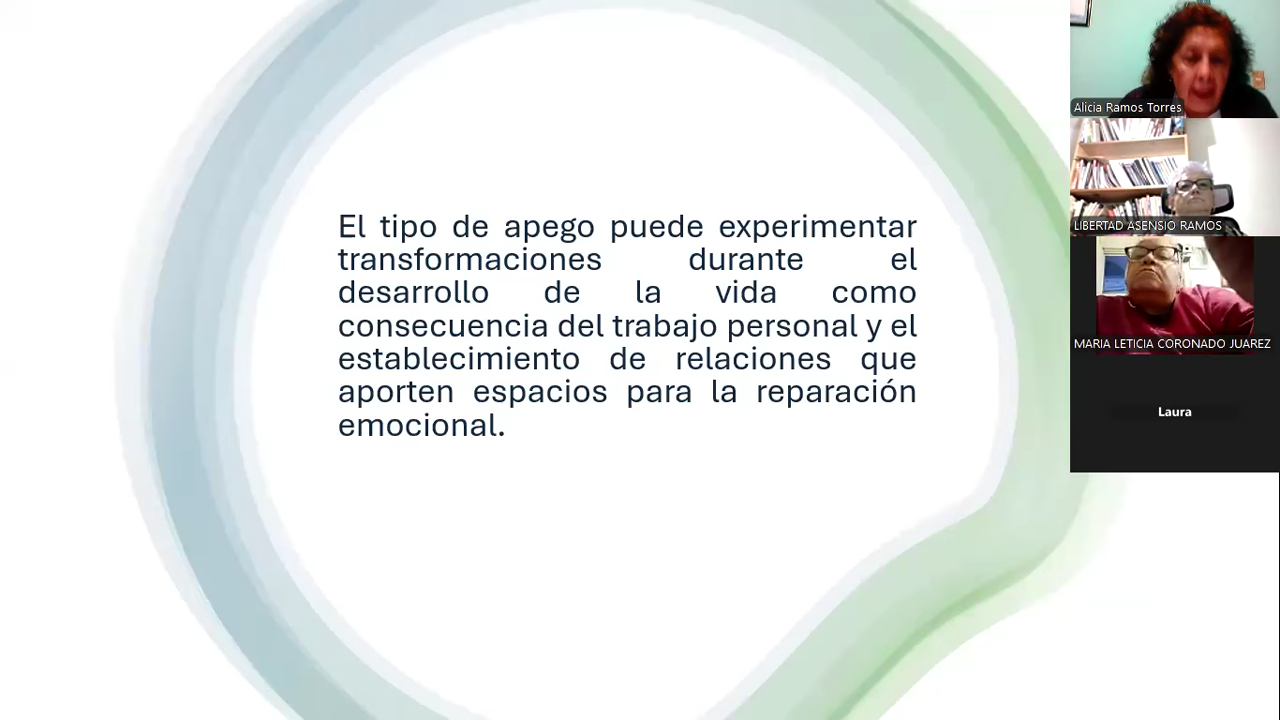 El tipo de apego puede experimentar
transformaciones durante el
desarrollo de la vida como
consecuencia del trabajo personal y el
establecimiento de relaciones que
aporten espacios para la reparación
emocional.
Alicia Ramos Torres
LIBERTAD ASENSIO RAMOS
MARIA LETICIA CORONADO JUAREZ
Laura